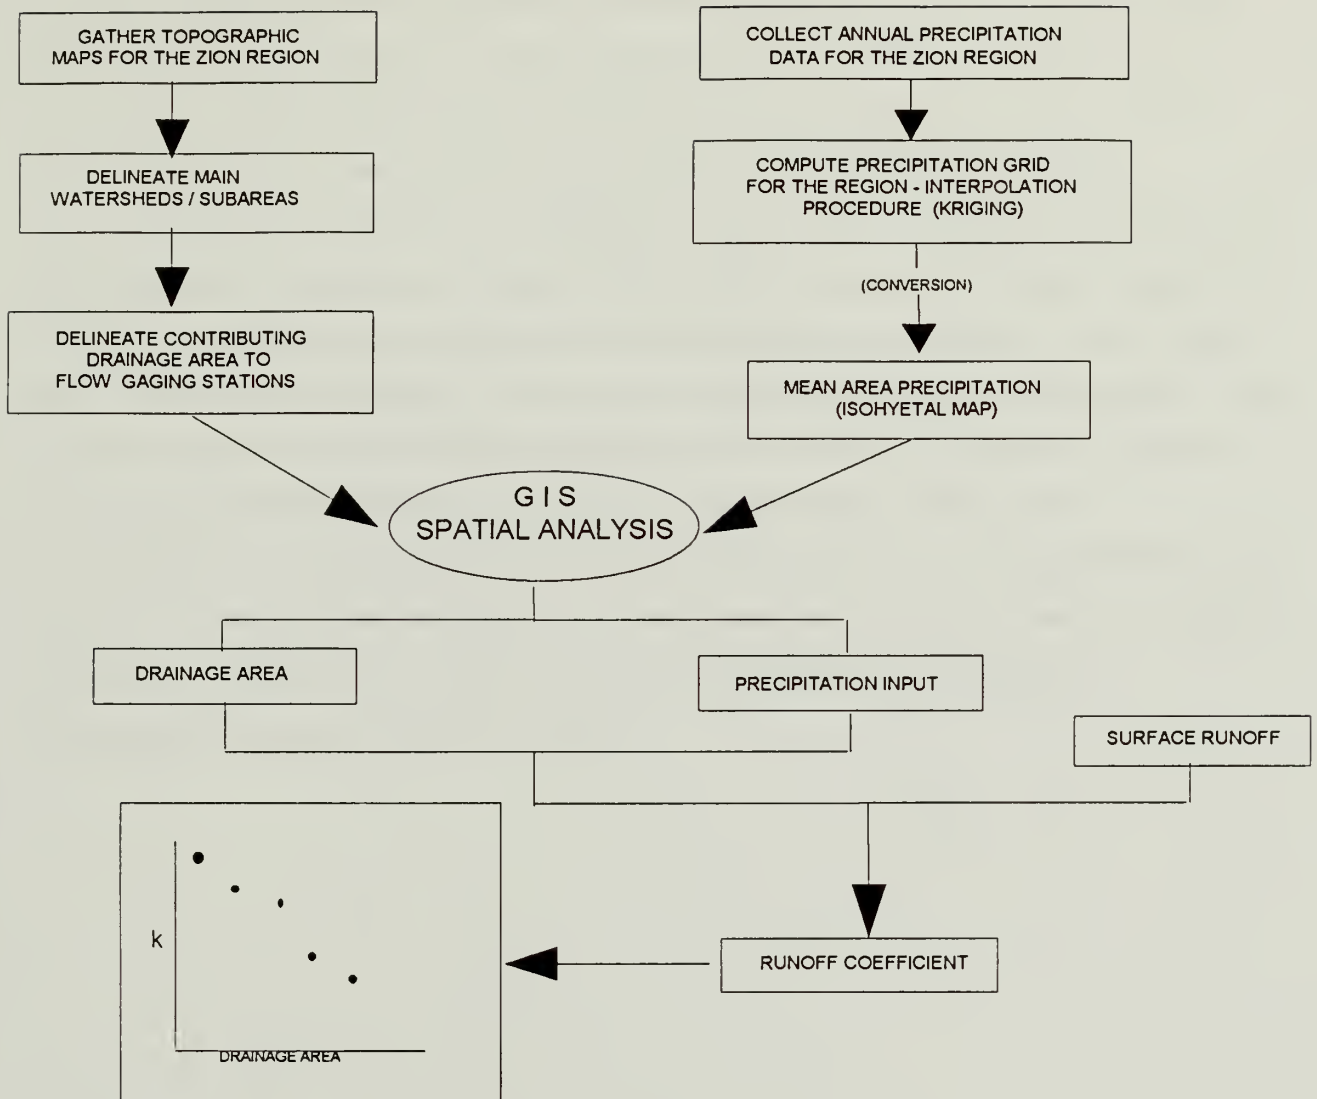 GATHER TOPOGRAPHIC
MAPS FOR THE ZION REGION
COLLECT ANNUAL PRECIPITATION
DATA FOR THE ZION REGION
DELINEATE MAIN
WATERSHEDS / SUBAREAS
COMPUTE PRECIPITATION GRID
FOR THE REGION - INTERPOLATION
PROCEDURE (KRIGING)
(CONVERSION)
DELINEATE CONTRIBUTING
DRAINAGE AREA TO
FLOW GAGING STATIONS
MEAN AREA PRECIPITATION
(ISOHYETAL MAP)
G I S
SPATIAL ANALYSIS
DRAINAGE AREA
PRECIPITATION INPUT
SURFACE RUNOFF
k
DRAINAGE AREA
RUNOFF COEFFICIENT